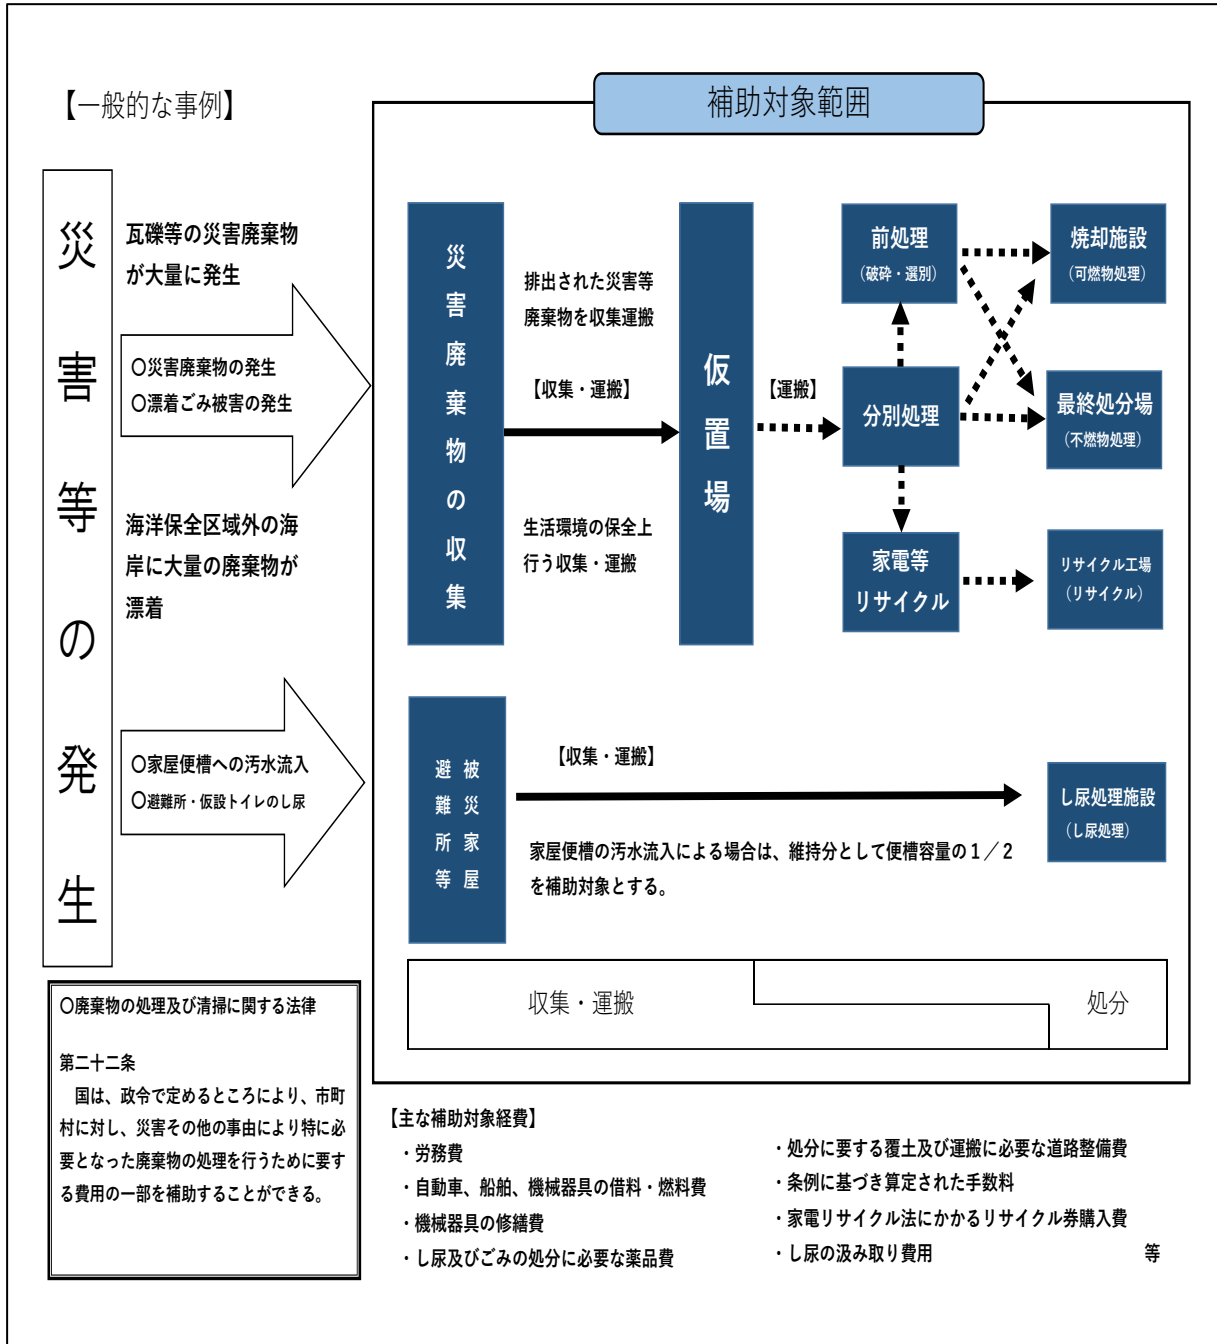 【一般的な事例】
補助対象範囲
災害等の発生
瓦礫等の災害廃棄物
が大量に発生
〇災害廃棄物の発生
〇漂着ごみ被害の発生
海洋保全区域外の海
岸に大量の廃棄物が
漂着
〇家屋便槽への汚水流入
〇避難所・仮設トイレのし尿
災害廃棄物の収集
排出された災害等
廃棄物を収集運搬
【収集・運搬】
生活環境の保全上
行う収集・運搬
仮置場
【運搬】
前処理
（破砕・選別）
分別処理
家電等
リサイクル
焼却施設
（可燃物処理）
最終処分場
（不燃物処理）
リサイクル工場
（リサイクル）
被災家屋
避難所等
【収集・運搬】
家屋便槽の汚水流入による場合は、維持分として便槽容量の１／２
を補助対象とする。
し尿処理施設
（し尿処理）
収集・運搬
処分
〇廃棄物の処理及び清掃に関する法律
第二十二条
　国は、政令で定めるところにより、市町
村に対し、災害その他の事由により特に必
要となった廃棄物の処理を行うために要す
る費用の一部を補助することができる。
【主な補助対象経費】
・労務費
・自動車、船舶、機械器具の借料・燃料費
・機械器具の修繕費
・し尿及びごみの処分に必要な薬品費
・処分に要する覆土及び運搬に必要な道路整備費
・条例に基づき算定された手数料
・家電リサイクル法にかかるリサイクル券購入費
・し尿の汲み取り費用　等